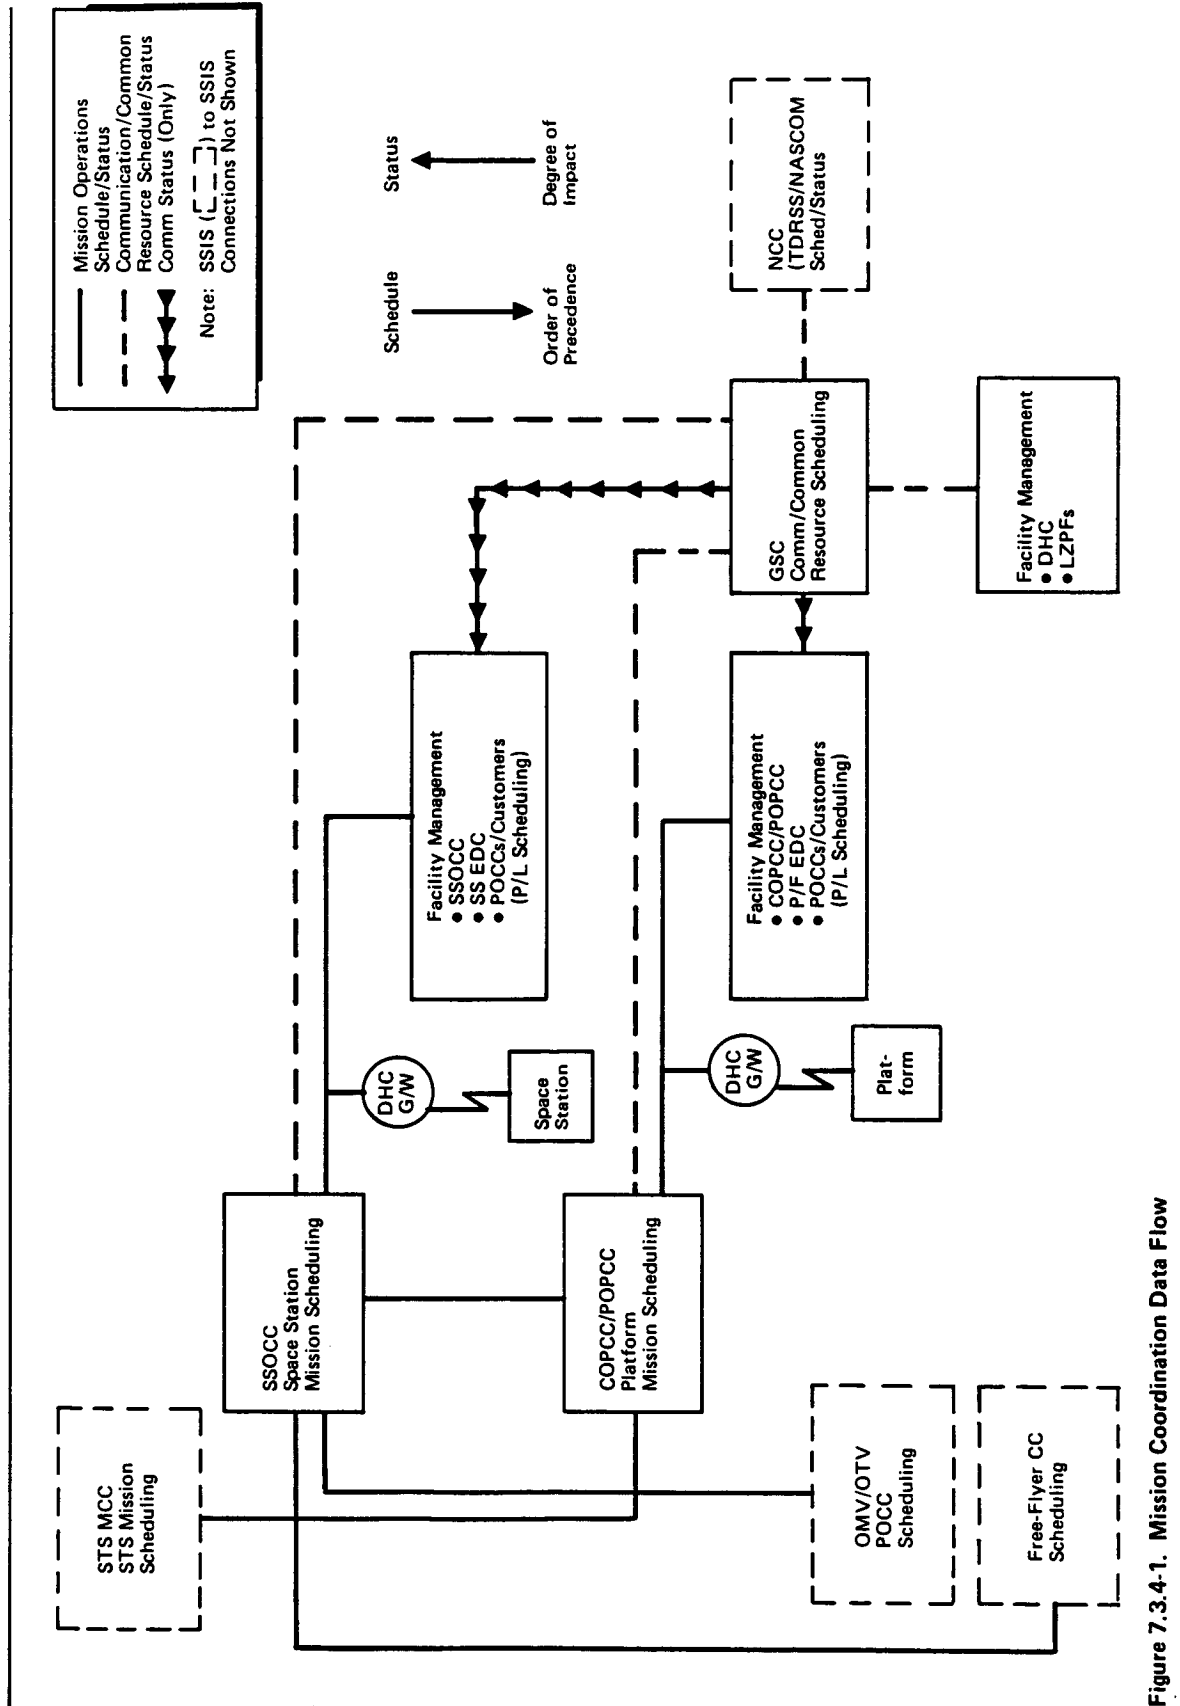 Mission Operations
Schedule/Status
Communication/Common
Resource Schedule/Status
Comm Status (Only)
Note: SSIS ( ) to SSIS
Connections Not Shown
STS MCC
STS Mission
Scheduling
SSOCC
Space Station
Mission Scheduling
DHC
G/W
Space
Station
Facility Management
● SSOCC
● SS EDC
● POCCs/Customers
(P/L Scheduling)
Schedule
Order of
Precedence
Status
Degree of
Impact
COPCC/POPCC
Platform
Mission Scheduling
DHC
G/W
Plat-
form
Facility Management
● COPCC/POPCC
● P/F EDC
● POCCs/Customers
(P/L Scheduling)
GSC
Comm/Common
Resource Scheduling
NCC
(TDRSS/NASCOM
Sched/Status
OMV/OTV
POCC
Scheduling
Free-Flyer CC
Scheduling
Facility Management
● DHC
● LZPFs
Figure 7.3.4-1. Mission Coordination Data Flow